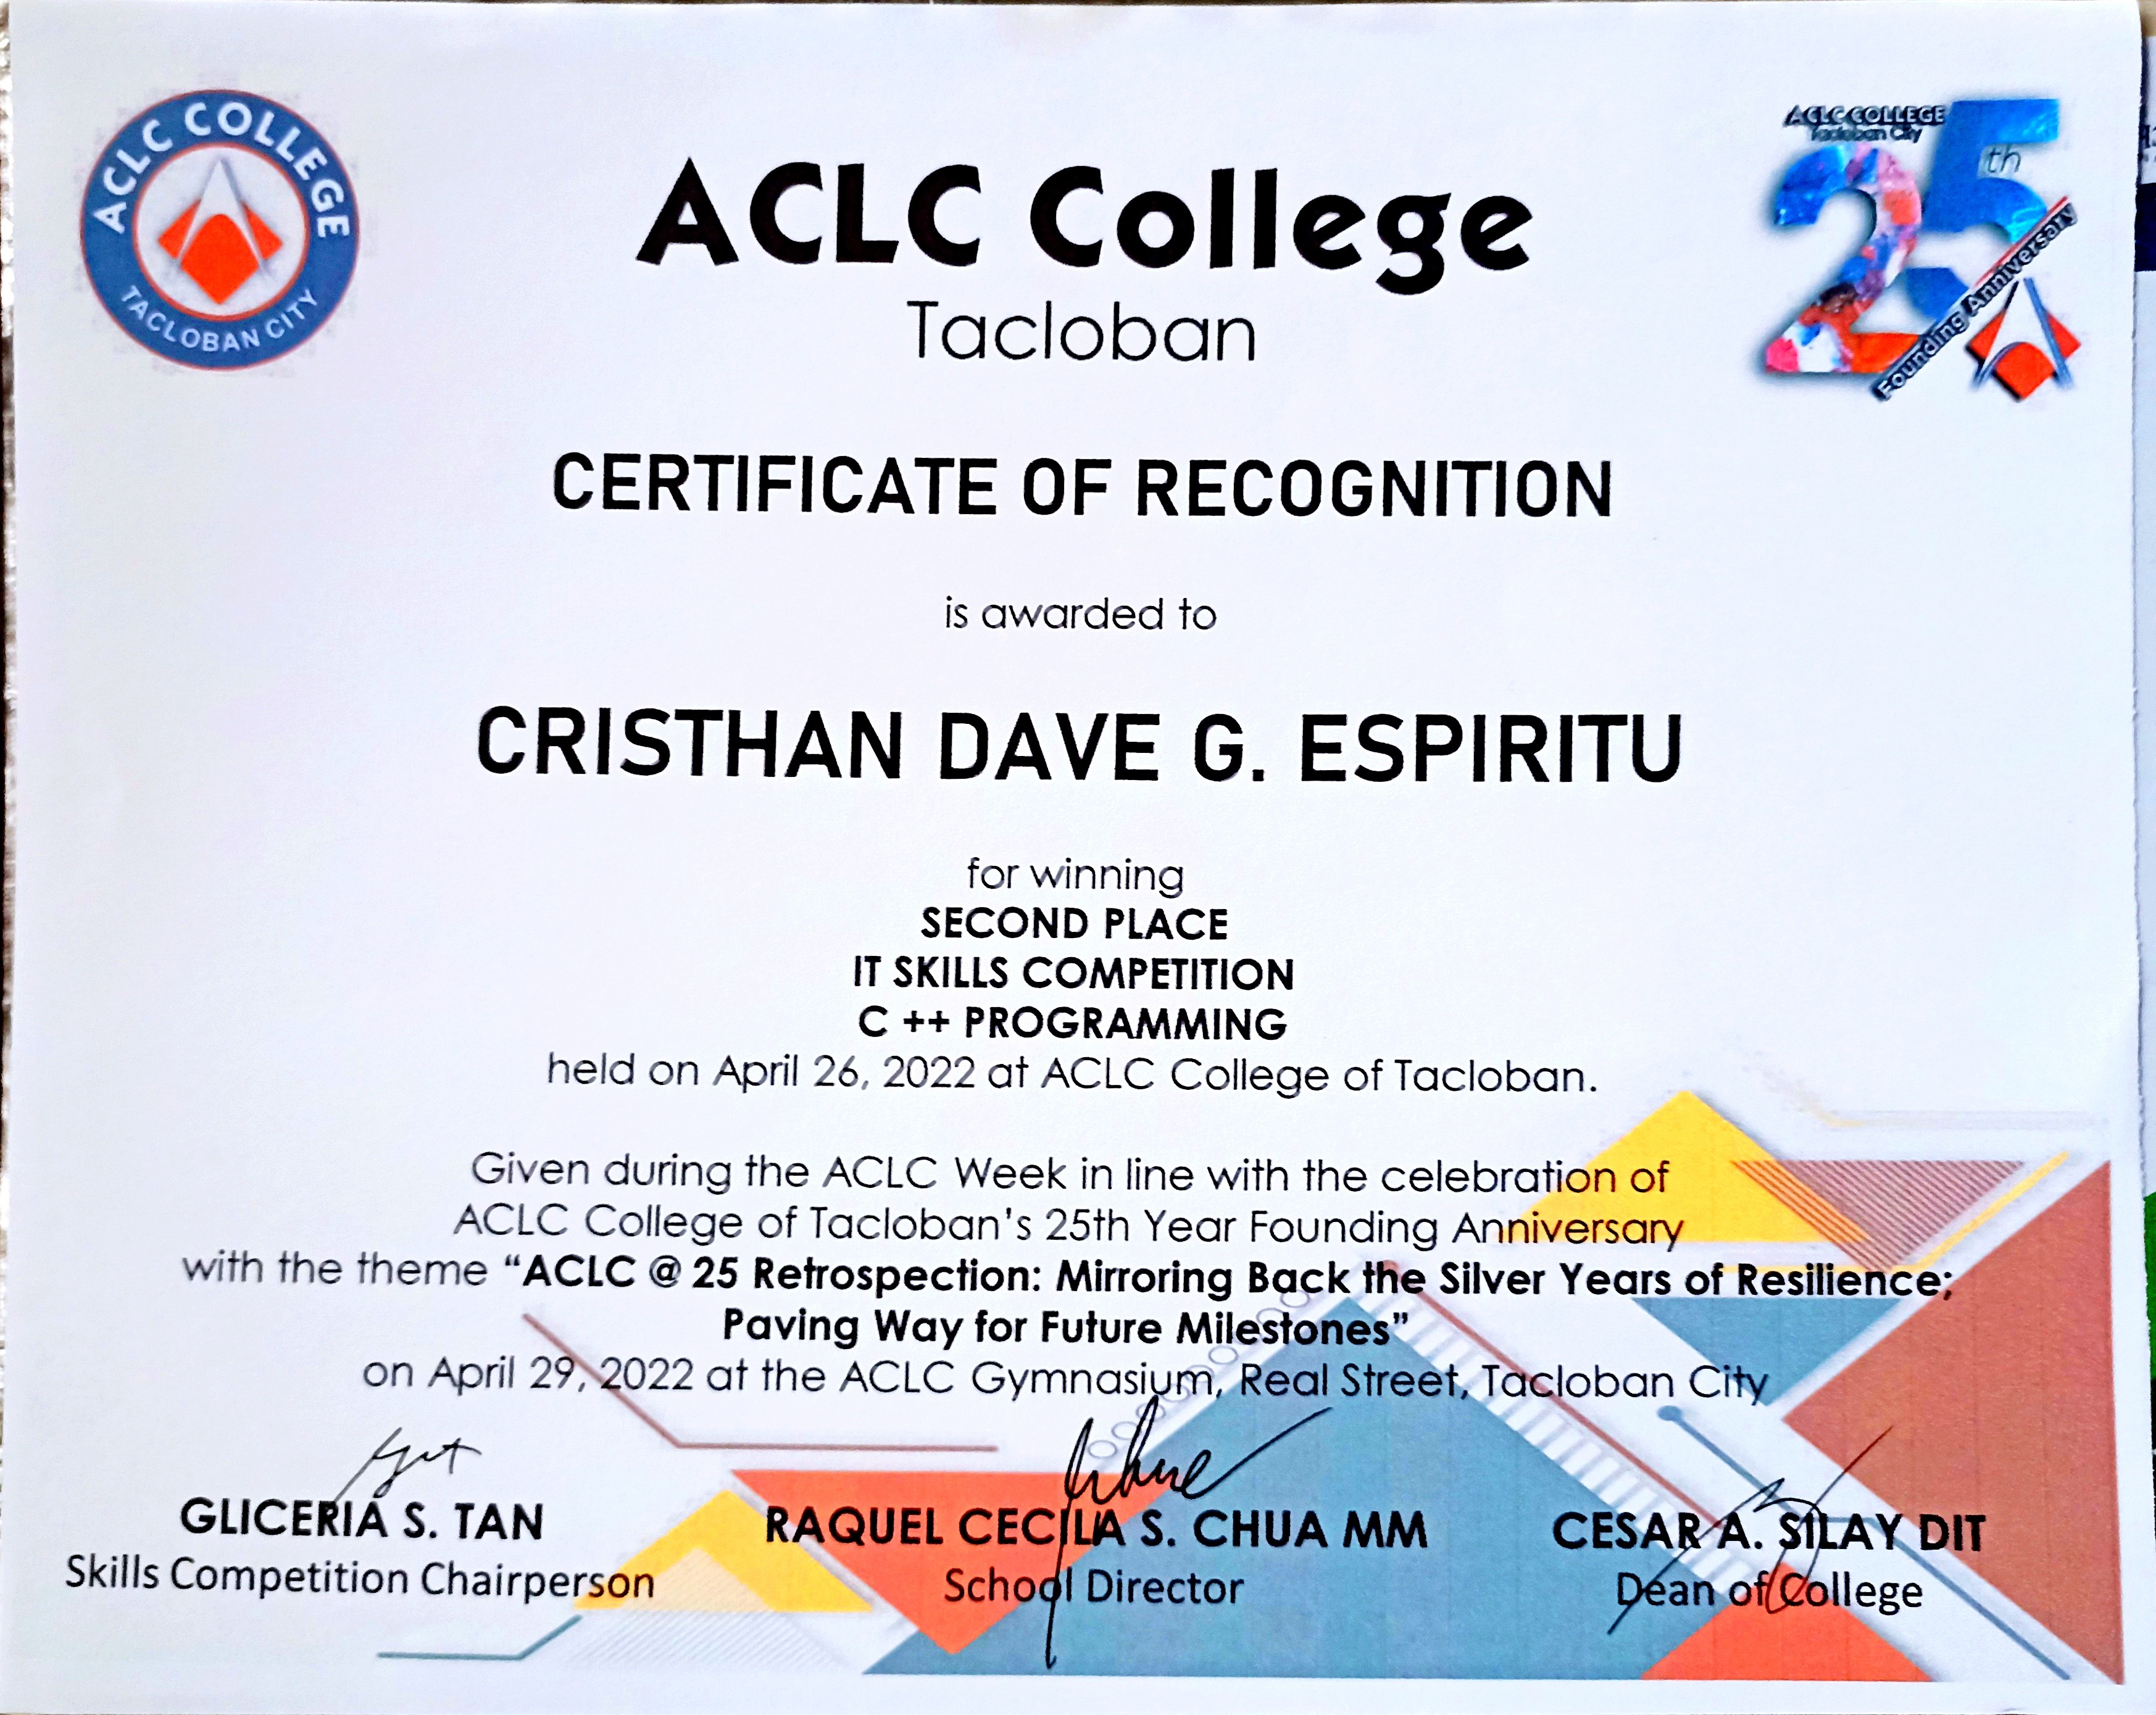 ACLC COLLEGE
TACLOBAN CITY
ACLC College
Tacloban
ACLC COLLEGE
Tacloban City
25th
Founding Anniversary
CERTIFICATE OF RECOGNITION
is awarded to
CRISTHAN DAVE G. ESPIRITU
for winning
SECOND PLACE
IT SKILLS COMPETITION
C ++ PROGRAMMING
held on April 26, 2022 at ACLC College of Tacloban.
Given during the ACLC Week in line with the celebration of
ACLC College of Tacloban's 25th Year Founding Anniversary
with the theme “ACLC @ 25 Retrospection: Mirroring Back the Silver Years of Resilience;
Paving Way for Future Milestones”
on April 29, 2022 at the ACLC Gymnasium, Real Street, Tacloban City
GLICERIA S. TAN
Skills Competition Chairperson
RAQUEL CECILIA S. CHUA MM
School Director
CESAR A. SILAY DIT
Dean of College